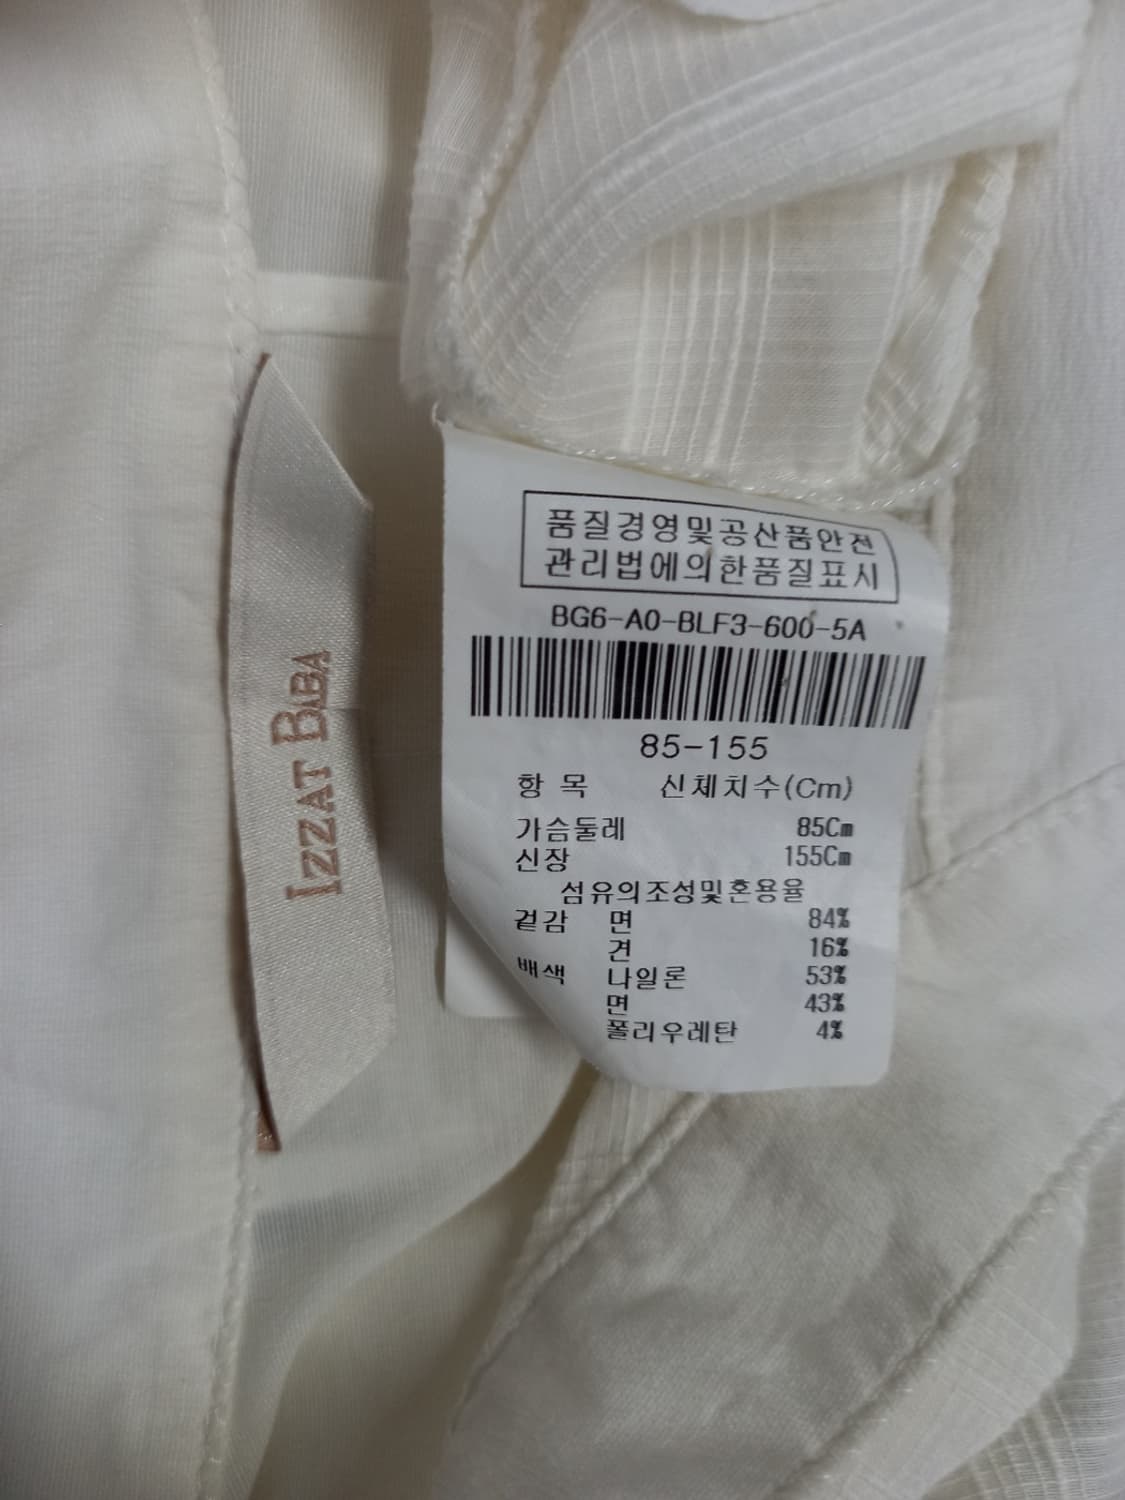 IZZAT BABA
품질경영및공산품안전
관리법에의한품질표시
BG6-A0-BLF3-600-5A
85-155
항 목 신체치수(Cm)
가슴둘레 85Cm
신장 155Cm
섬유의조성및혼용율
겉감 면 84%
견 16%
배색 나일론 53%
면 43%
폴리우레탄 4%